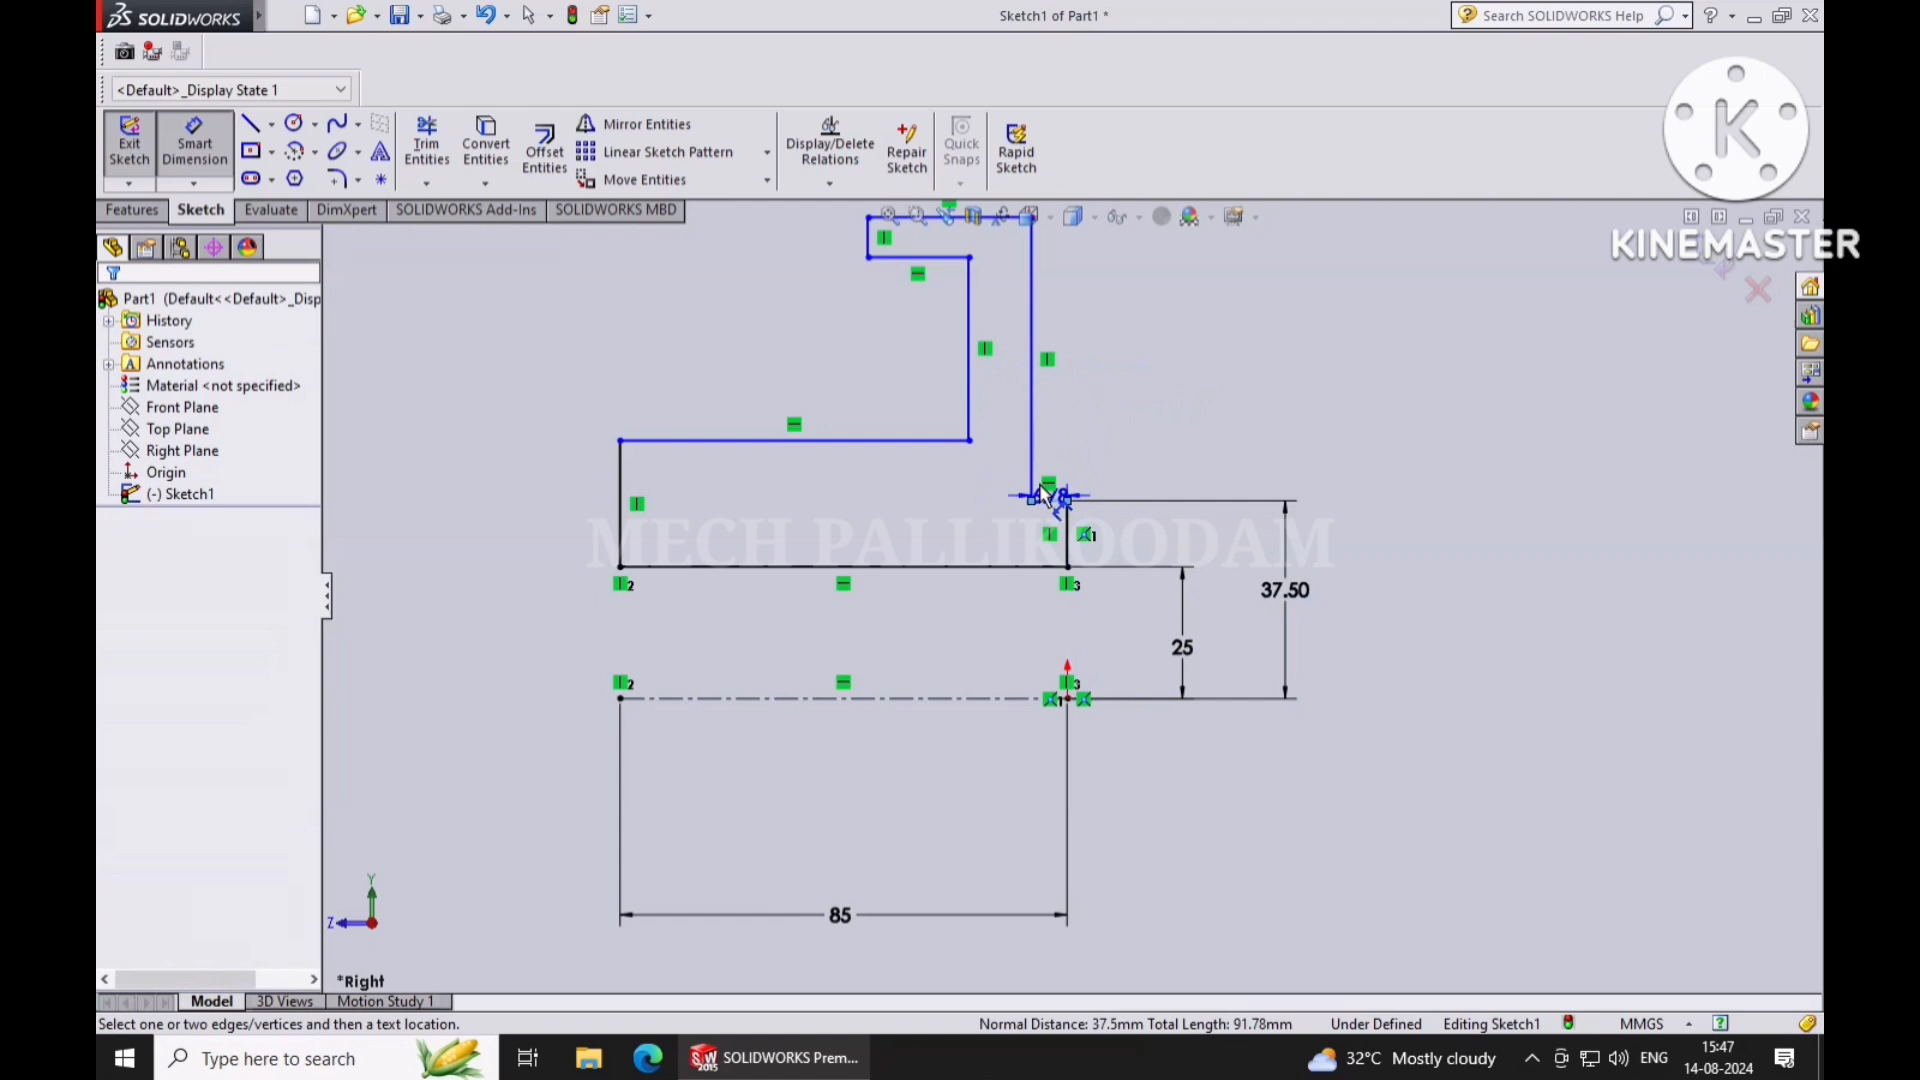 SOLIDWORKS
Sketch1 of Part1 *
Search SOLIDWORKS Help
<Default>_Display State 1
Exit Sketch
Smart Dimension
Trim Entities
Convert Entities
Offset Entities
Mirror Entities
Linear Sketch Pattern
Move Entities
Display/Delete Relations
Repair Sketch
Quick Snaps
Rapid Sketch
K
KINEMASTER
Features
Sketch
Evaluate
DimXpert
SOLIDWORKS Add-Ins
SOLIDWORKS MBD
Part1 (Default<<Default>_Disp
History
Sensors
Annotations
Material <not specified>
Front Plane
Top Plane
Right Plane
Origin
(-) Sketch1
MECH PALLIKOODAM
1
2
3
37.50
25
2
3
1
85
Y
Z
*Right
Model
3D Views
Motion Study 1
Select one or two edges/vertices and then a text location.
Normal Distance: 37.5mm Total Length: 91.78mm
Under Defined
Editing Sketch1
MMGS
Type here to search
SOLIDWORKS Prem...
32°C Mostly cloudy
ENG
15:47
14-08-2024